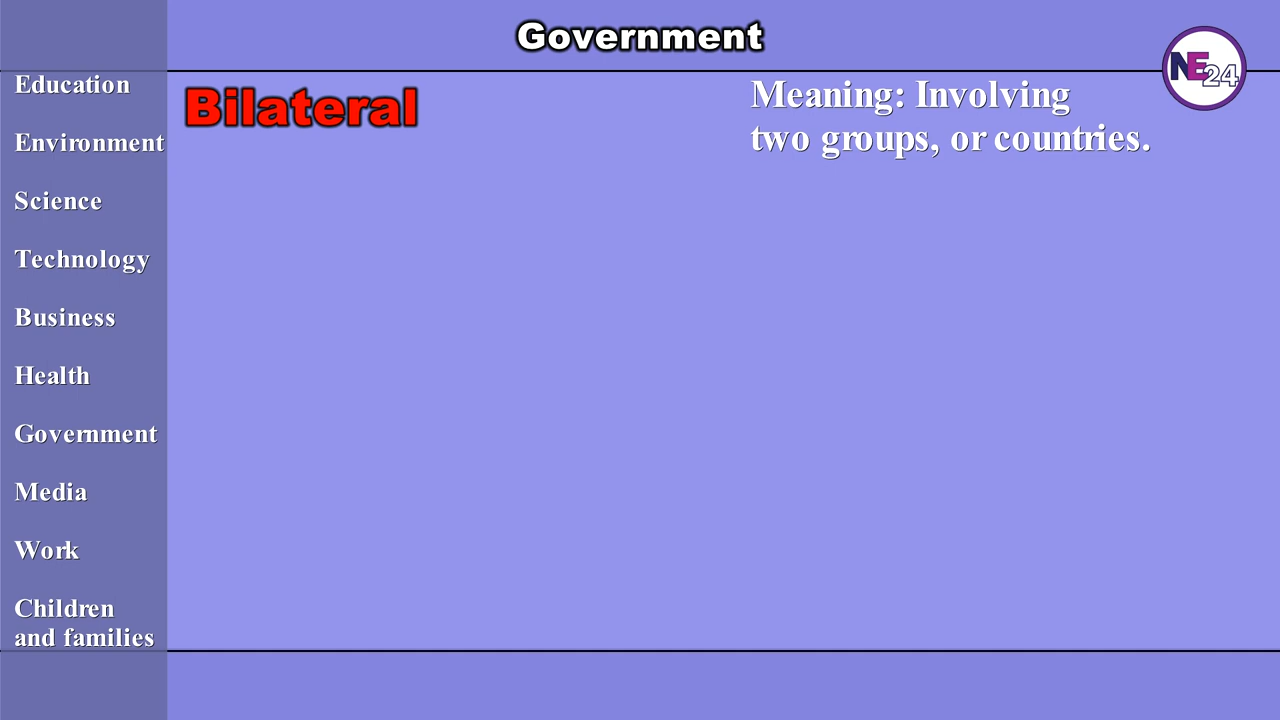 Government
NE24
Education
Environment
Science
Technology
Business
Health
Government
Media
Work
Children
and families
Bilateral
Meaning: Involving
two groups, or countries.